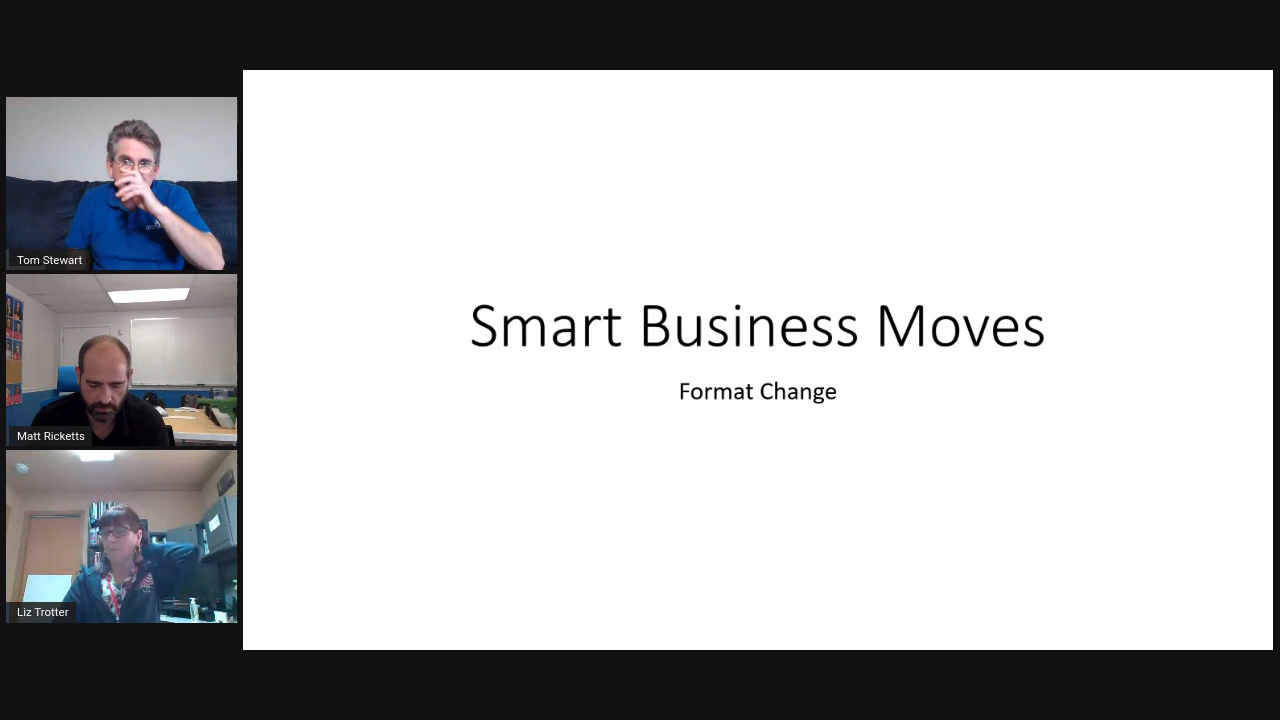 Tom Stewart
Matt Ricketts
Liz Trotter
Smart Business Moves
Format Change